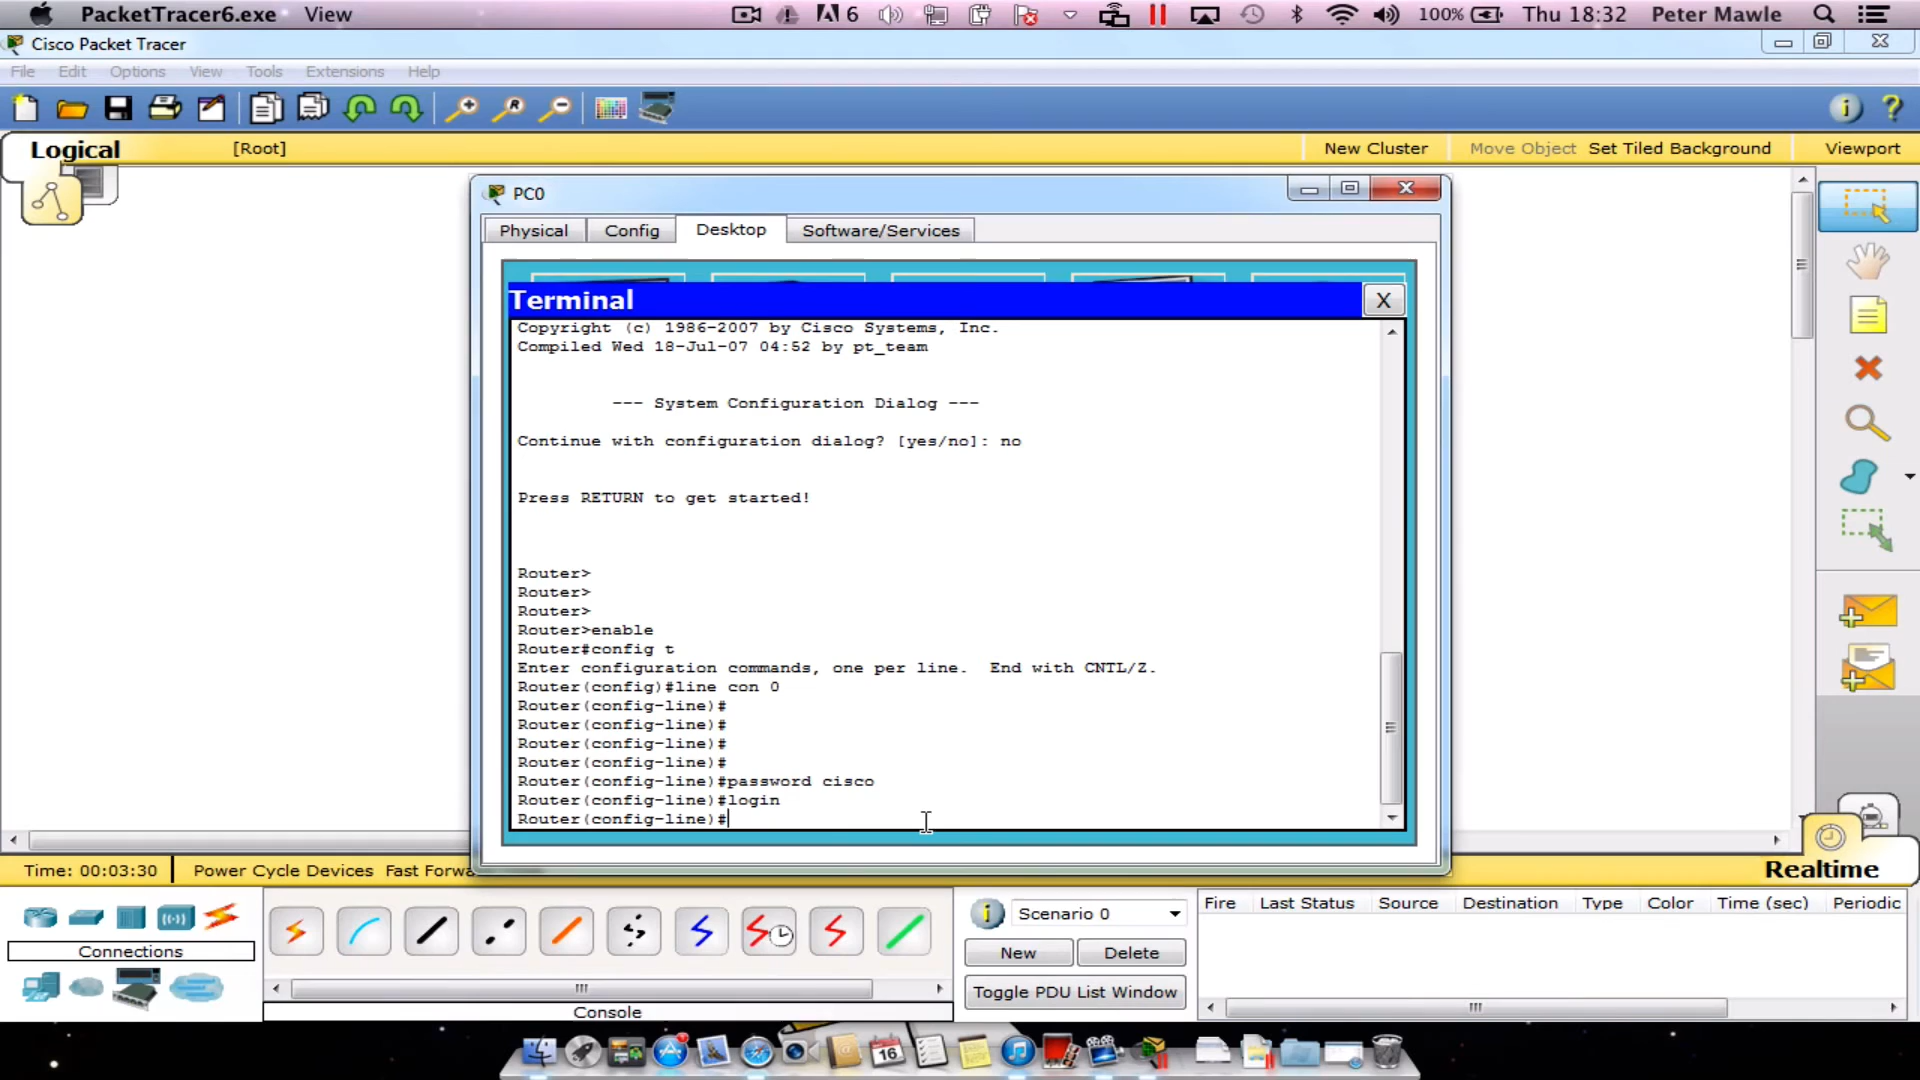 PacketTracer6.exe View 6 100% Thu 18:32 Peter Mawle
Cisco Packet Tracer
File Edit Options View Tools Extensions Help
Logical [Root] New Cluster Move Object Set Tiled Background Viewport
PC0
Physical Config Desktop Software/Services
Terminal X
Copyright (c) 1986-2007 by Cisco Systems, Inc.
Compiled Wed 18-Jul-07 04:52 by pt_team
--- System Configuration Dialog ---
Continue with configuration dialog? [yes/no]: no
Press RETURN to get started!
Router>
Router>
Router>
Router>enable
Router#config t
Enter configuration commands, one per line. End with CNTL/Z.
Router(config)#line con 0
Router(config-line)#
Router(config-line)#
Router(config-line)#
Router(config-line)#
Router(config-line)#password cisco
Router(config-line)#login
Router(config-line)#
Time: 00:03:30 Power Cycle Devices Fast Forw
Realtime
Connections
Console
Scenario 0
New Delete
Toggle PDU List Window
Fire Last Status Source Destination Type Color Time (sec) Periodic
16